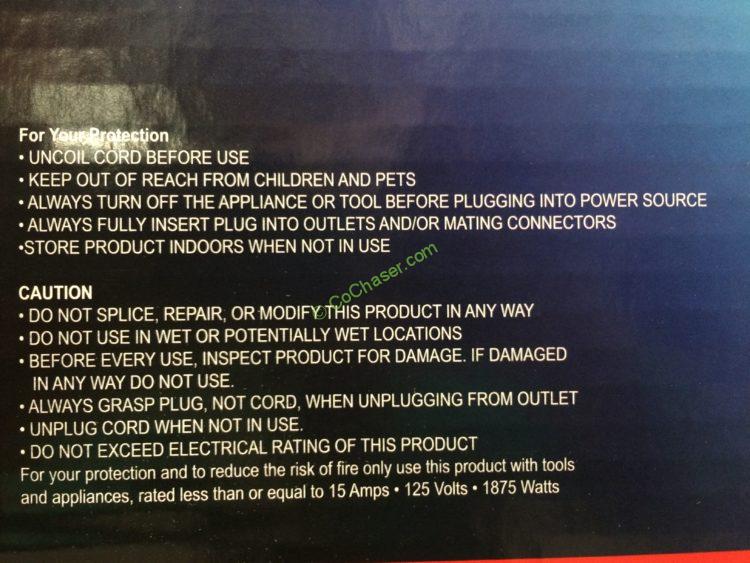 For Your Protection
• UNCOIL CORD BEFORE USE
• KEEP OUT OF REACH FROM CHILDREN AND PETS
• ALWAYS TURN OFF THE APPLIANCE OR TOOL BEFORE PLUGGING INTO POWER SOURCE
• ALWAYS FULLY INSERT PLUG INTO OUTLETS AND/OR MATING CONNECTORS
•STORE PRODUCT INDOORS WHEN NOT IN USE
© CoChaser.com
CAUTION
• DO NOT SPLICE, REPAIR, OR MODIFY THIS PRODUCT IN ANY WAY
• DO NOT USE IN WET OR POTENTIALLY WET LOCATIONS
• BEFORE EVERY USE, INSPECT PRODUCT FOR DAMAGE. IF DAMAGED
IN ANY WAY DO NOT USE.
• ALWAYS GRASP PLUG, NOT CORD, WHEN UNPLUGGING FROM OUTLET
• UNPLUG CORD WHEN NOT IN USE.
• DO NOT EXCEED ELECTRICAL RATING OF THIS PRODUCT
For your protection and to reduce the risk of fire only use this product with tools
and appliances, rated less than or equal to 15 Amps • 125 Volts • 1875 Watts